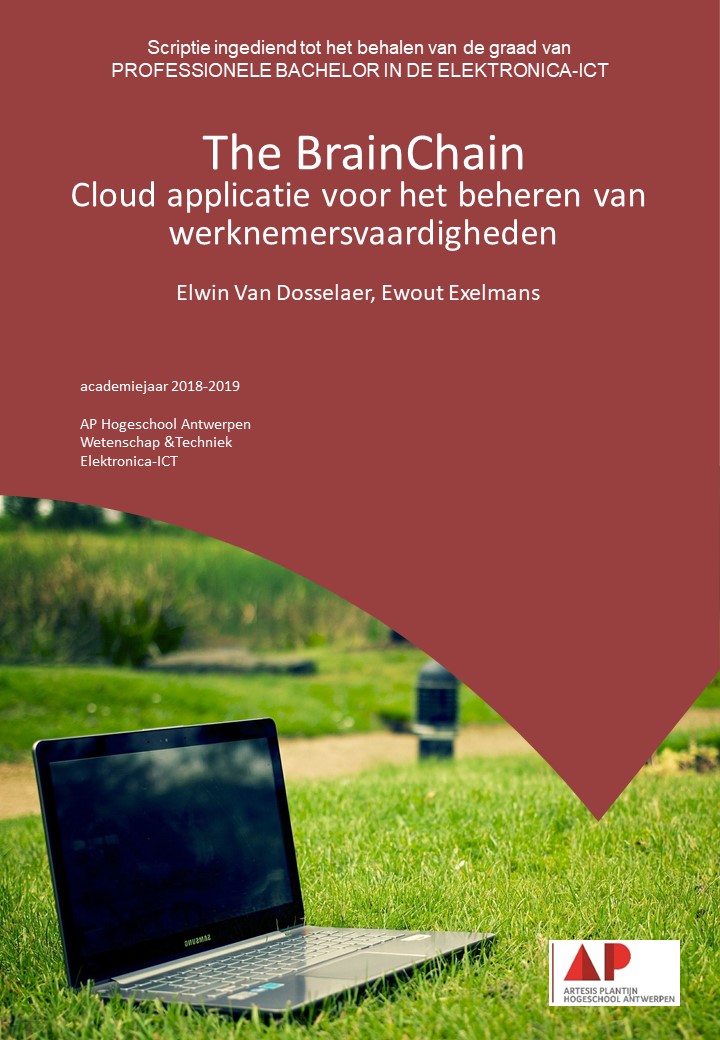 Scriptie ingediend tot het behalen van de graad van
PROFESSIONELE BACHELOR IN DE ELEKTRONICA-ICT
The BrainChain
Cloud applicatie voor het beheren van
werknemersvaardigheden
Elwin Van Dosselaer, Ewout Exelmans
academiejaar 2018-2019
AP Hogeschool Antwerpen
Wetenschap &Techniek
Elektronica-ICT
SAMSUNG
AP
ARTESIS PLANTIJN
HOGESCHOOL ANTWERPEN